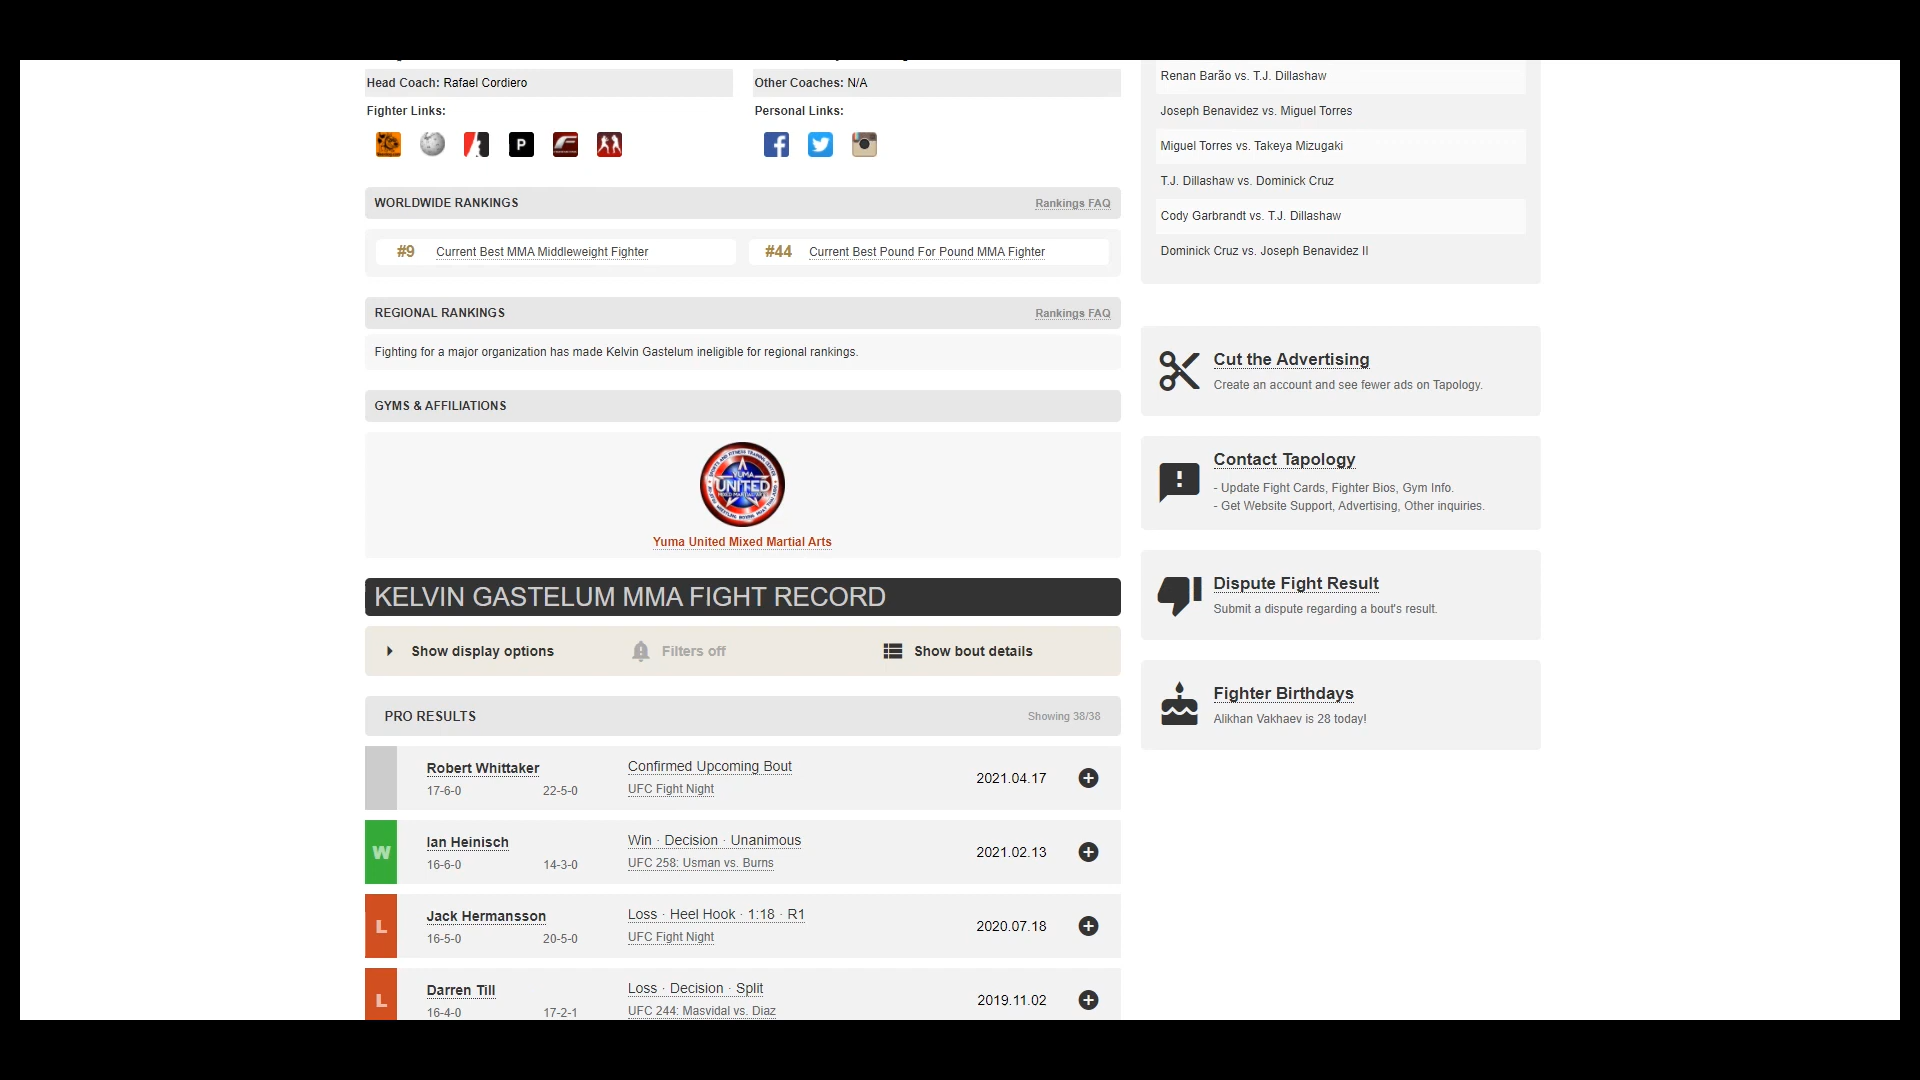 Head Coach: Rafael Cordiero
Other Coaches: N/A
Fighter Links:
Personal Links:
P
WORLDWIDE RANKINGS
Rankings FAQ
#9 Current Best MMA Middleweight Fighter
#44 Current Best Pound For Pound MMA Fighter
REGIONAL RANKINGS
Rankings FAQ
Fighting for a major organization has made Kelvin Gastelum ineligible for regional rankings.
GYMS & AFFILIATIONS
YUMA
UNITED
Yuma United Mixed Martial Arts
KELVIN GASTELUM MMA FIGHT RECORD
Show display options
Filters off
Show bout details
PRO RESULTS
Showing 38/38
Robert Whittaker
17-6-0 22-5-0
Confirmed Upcoming Bout
UFC Fight Night
2021.04.17
W
Ian Heinisch
16-6-0 14-3-0
Win · Decision · Unanimous
UFC 258: Usman vs. Burns
2021.02.13
L
Jack Hermansson
16-5-0 20-5-0
Loss · Heel Hook · 1:18 · R1
UFC Fight Night
2020.07.18
L
Darren Till
16-4-0 17-2-1
Loss · Decision · Split
UFC 244: Masvidal vs. Diaz
2019.11.02
Renan Barão vs. T.J. Dillashaw
Joseph Benavidez vs. Miguel Torres
Miguel Torres vs. Takeya Mizugaki
T.J. Dillashaw vs. Dominick Cruz
Cody Garbrandt vs. T.J. Dillashaw
Dominick Cruz vs. Joseph Benavidez II
Cut the Advertising
Create an account and see fewer ads on Tapology.
Contact Tapology
- Update Fight Cards, Fighter Bios, Gym Info.
- Get Website Support, Advertising, Other inquiries.
Dispute Fight Result
Submit a dispute regarding a bout's result.
Fighter Birthdays
Alikhan Vakhaev is 28 today!